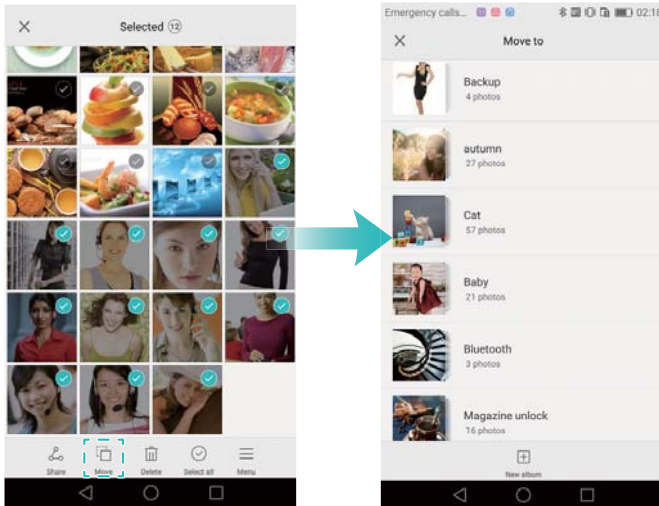 Selected 12
Share
Move
Delete
Select all
Menu
Emergency calls...
02:18
Move to
Backup
4 photos
autumn
27 photos
Cat
57 photos
Baby
21 photos
Bluetooth
3 photos
Magazine unlock
16 photos
New album